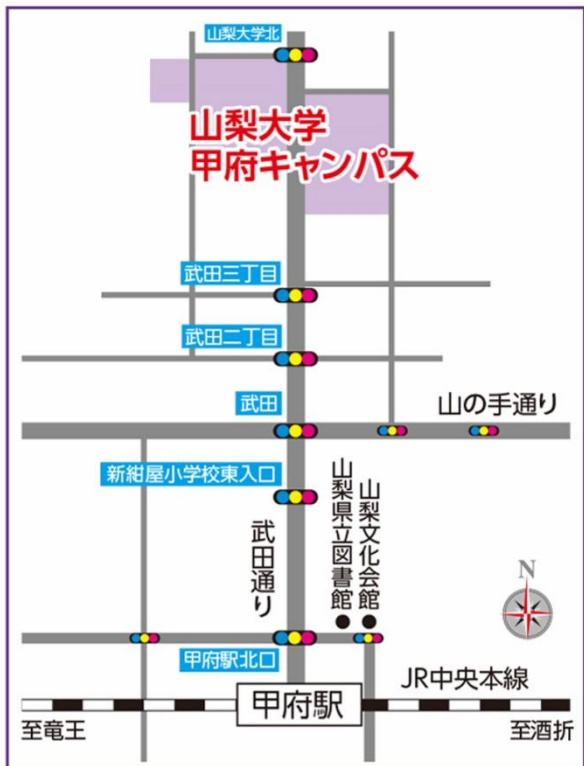 山梨大学北
山梨大学
甲府キャンパス
武田三丁目
武田二丁目
武田
山の手通り
新紺屋小学校東入口
武田通り
山梨県立図書館
山梨文化会館
N
甲府駅北口
JR中央本線
甲府駅
至竜王
至酒折